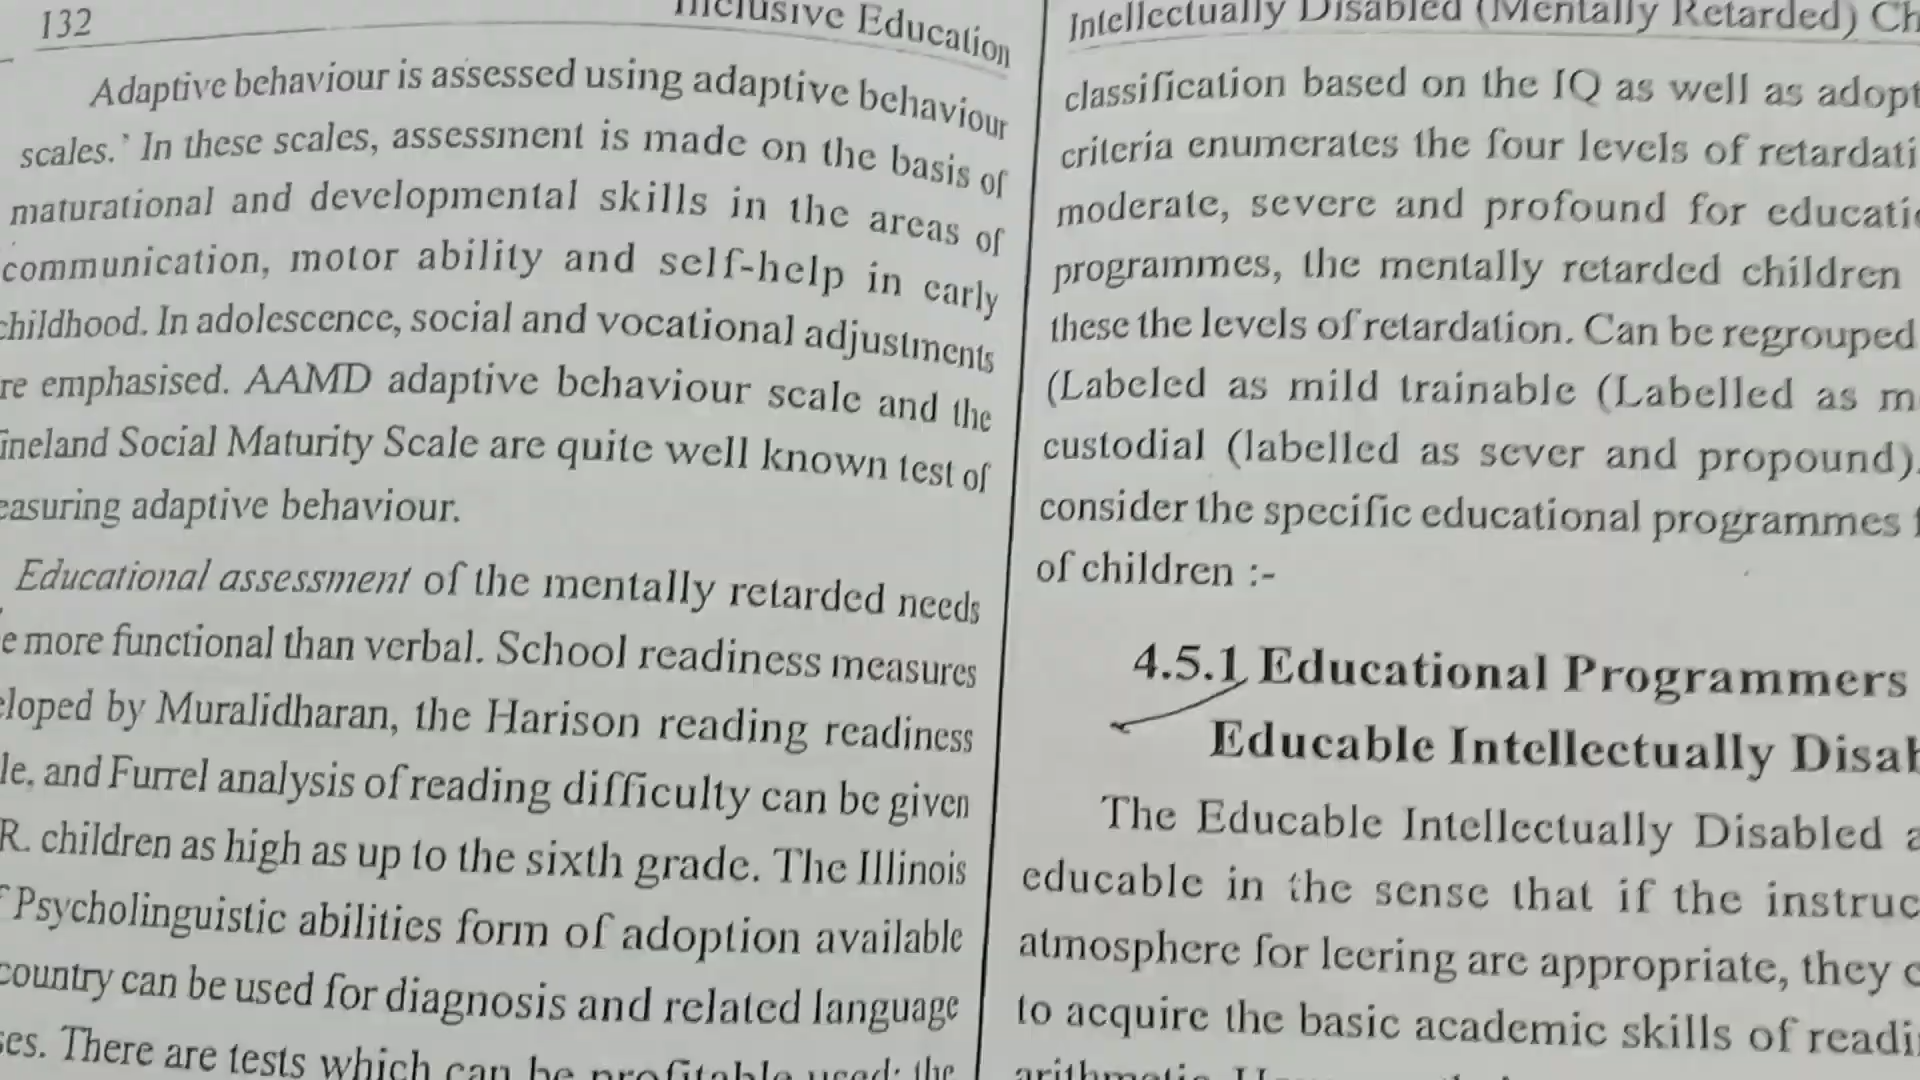 132
Inclusive Education
Adaptive behaviour is assessed using adaptive behaviour
scales.' In these scales, assessment is made on the basis of
maturational and developmental skills in the areas of
communication, motor ability and self-help in early
childhood. In adolescence, social and vocational adjustments
re emphasised. AAMD adaptive behaviour scale and the
ineland Social Maturity Scale are quite well known test of
easuring adaptive behaviour.
Educational assessment of the mentally retarded needs
e more functional than verbal. School readiness measures
eloped by Muralidharan, the Harison reading readiness
le, and Furrel analysis of reading difficulty can be given
R. children as high as up to the sixth grade. The Illinois
Psycholinguistic abilities form of adoption available
country can be used for diagnosis and related language
ses. There are tests which can be profitable used: the
Intellectually Disabled (Mentally Retarded) Ch
classification based on the IQ as well as adopt
criteria enumerates the four levels of retardati
moderate, severe and profound for educatio
programmes, the mentally retarded children
these the levels of retardation. Can be regrouped
(Labeled as mild trainable (Labelled as m
custodial (labelled as sever and propound).
consider the specific educational programmes f
of children :-
4.5.1 Educational Programmers
Educable Intellectually Disab
The Educable Intellectually Disabled a
educable in the sense that if the instruc
atmosphere for leering are appropriate, they c
to acquire the basic academic skills of readi
arithmetic.